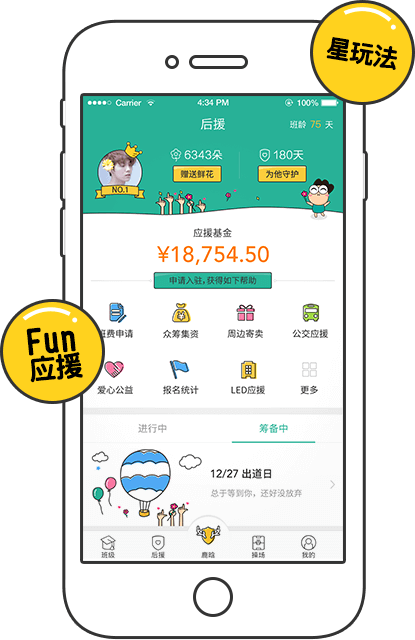 星玩法
Carrier 4:34 PM 100%
后援
班龄 75 天
6343朵 180天
赠送鲜花 为他守护
NO.1
应援基金
¥18,754.50
申请入驻,获得如下帮助
班费申请 众筹集资 周边寄卖 公交应援
Fun
应援
爱心公益 报名统计 LED应援 更多
进行中 筹备中
12/27 出道日
总于等到你，还好没放弃
班级 后援 鹿晗 操场 我的